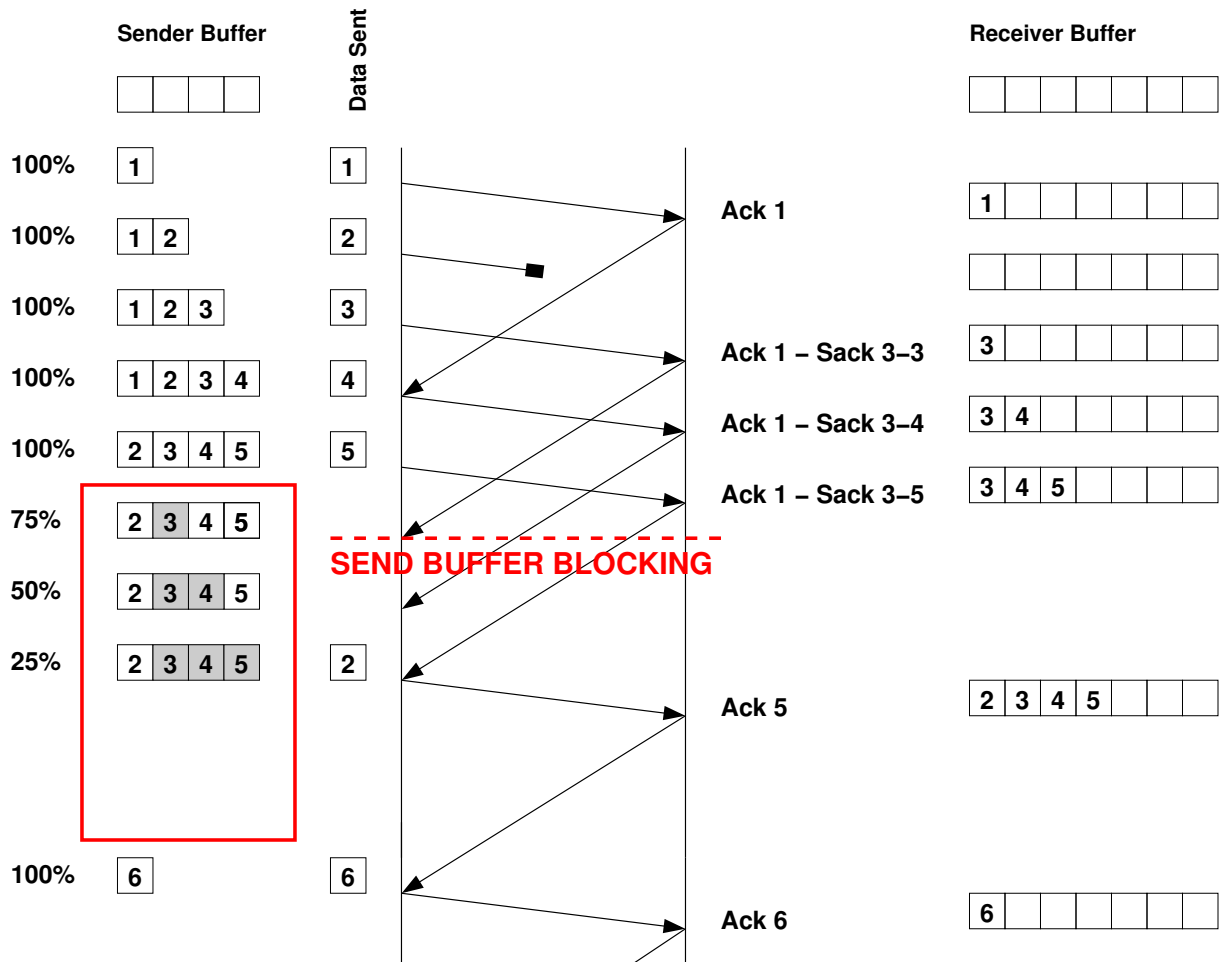 Sender Buffer
Data Sent
Receiver Buffer
100% 1 1
Ack 1 1
100% 1 2 2
100% 1 2 3 3
Ack 1 – Sack 3–3 3
100% 1 2 3 4 4
Ack 1 – Sack 3–4 3 4
100% 2 3 4 5 5
Ack 1 – Sack 3–5 3 4 5
75% 2 3 4 5
SEND BUFFER BLOCKING
50% 2 3 4 5
25% 2 3 4 5 2
Ack 5 2 3 4 5
100% 6 6
Ack 6 6